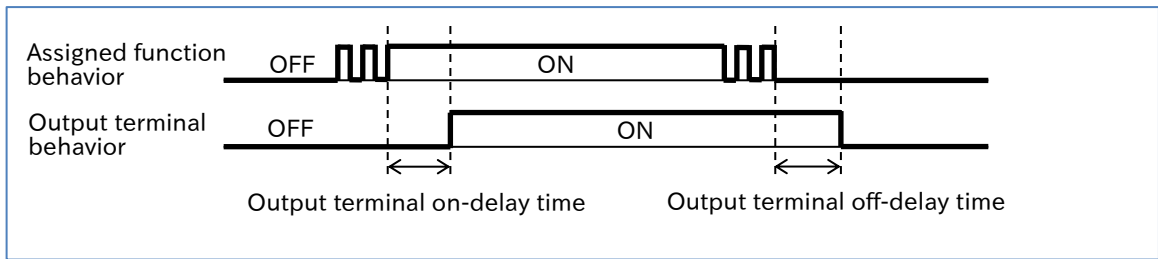 Assigned function
behavior
OFF
ON
Output terminal
behavior
OFF
ON
Output terminal on-delay time
Output terminal off-delay time